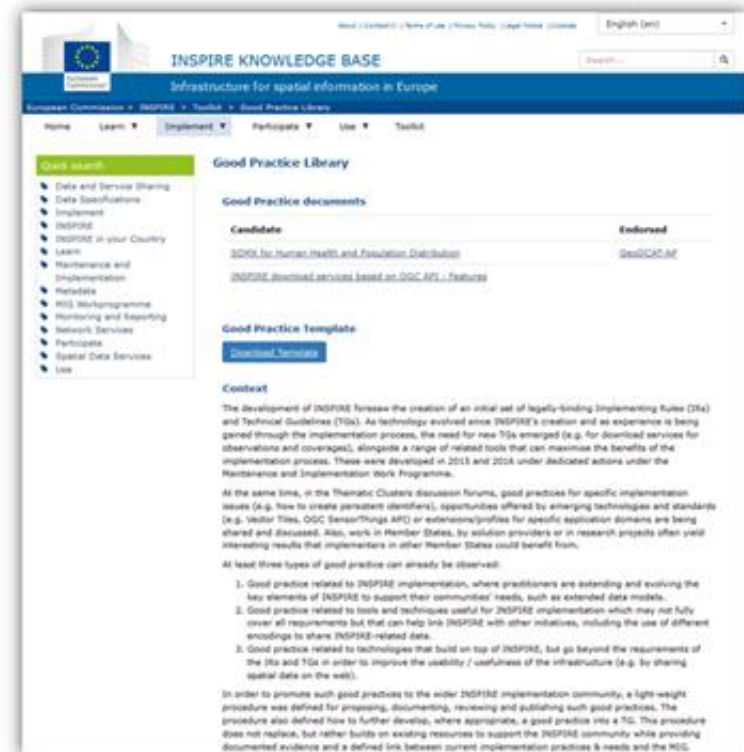 About | Contact | Terms of use | Privacy Policy | Legal Notice | Cookies
English (en)
INSPIRE KNOWLEDGE BASE
Search...
European
Commission
Infrastructure for spatial information in Europe
European Commission > INSPIRE > Toolkit > Good Practice Library
Home Learn Implement Participate Use Toolkit
Quick search
Data and Service Sharing
Data Specifications
Implement
INSPIRE
INSPIRE in your Country
Learn
Maintenance and
Implementation
Metadata
MIG Workprogramme
Monitoring and Reporting
Network Services
Participate
Spatial Data Services
Use
Good Practice Library
Good Practice documents
Candidate Endorsed
SDMX for Human Health and Population Distribution GeoDCAT-AP
INSPIRE download services based on OGC API - Features
Good Practice Template
Download Template
Context
The development of INSPIRE foresaw the creation of an initial set of legally-binding Implementing Rules (IRs)
and Technical Guidelines (TGs). As technology evolved since INSPIRE's creation and as experience is being
gained through the implementation process, the need for new TGs emerged (e.g. for download services for
observations and coverages), alongside a range of related tools that can maximise the benefits of the
implementation process. These were developed in 2015 and 2016 under dedicated actions under the
Maintenance and Implementation Work Programme.
At the same time, in the Thematic Clusters discussion forums, good practices for specific implementation
issues (e.g. how to create persistent identifiers), opportunities offered by emerging technologies and standards
(e.g. Vector Tiles, OGC SensorThings API) or extensions/profiles for specific application domains are being
shared and discussed. Also, work in Member States, by solution providers or in research projects often yield
interesting results that implementers in other Member States could benefit from.
At least three types of good practice can already be observed:
1. Good practice related to INSPIRE implementation, where practitioners are extending and evolving the
key elements of INSPIRE to support their communities' needs, such as extended data models.
2. Good practice related to tools and techniques useful for INSPIRE implementation which may not fully
cover all requirements but that can help link INSPIRE with other initiatives, including the use of different
encodings to share INSPIRE-related data.
3. Good practice related to technologies that build on top of INSPIRE, but go beyond the requirements of
the IRs and TGs in order to improve the usability / usefulness of the infrastructure (e.g. by sharing
spatial data on the web).
In order to promote such good practices to the wider INSPIRE implementation community, a light-weight
procedure was defined for proposing, documenting, reviewing and publishing such good practices. The
procedure also defined how to further develop, where appropriate, a good practice into a TG. This procedure
does not replace, but rather builds on existing resources to support the INSPIRE community while providing
documented evidence and a defined link between current implementation practices & needs and the